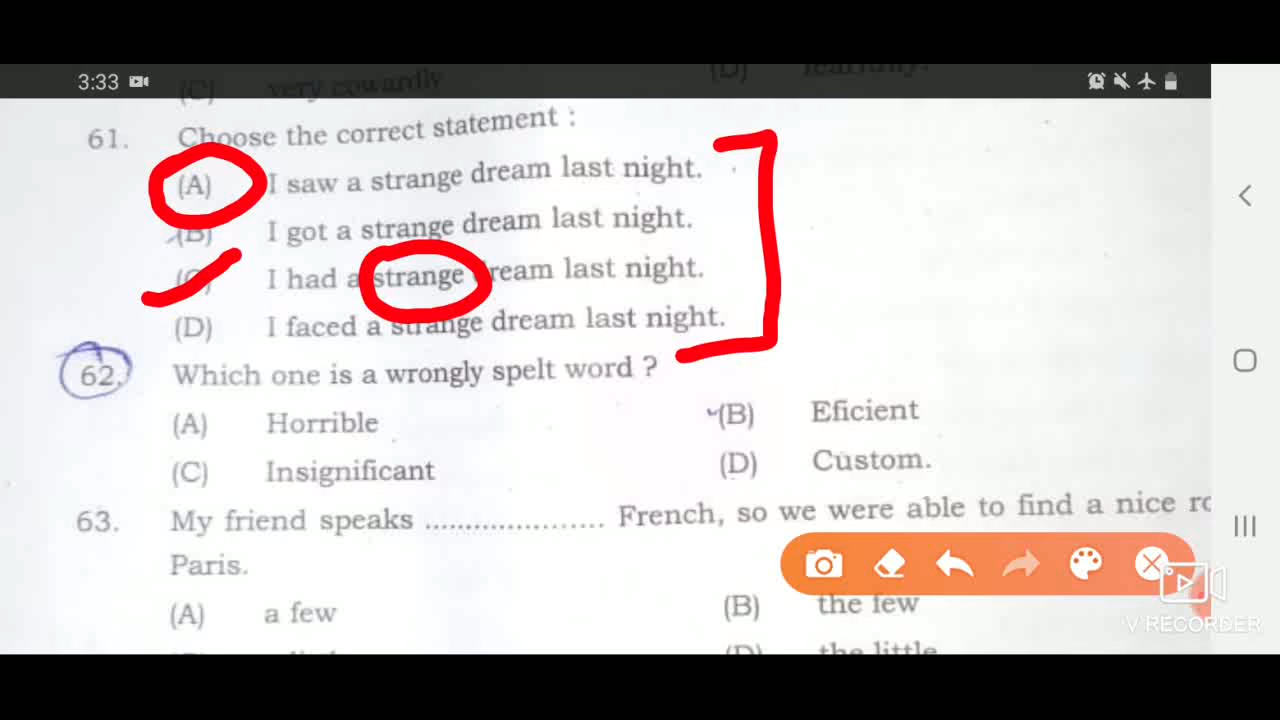 3:33
(C) very cowardly (D) fearfully.
61. Choose the correct statement :
(A) I saw a strange dream last night.
(B) I got a strange dream last night.
(C) I had a strange dream last night.
(D) I faced a strange dream last night.
62. Which one is a wrongly spelt word ?
(A) Horrible (B) Eficient
(C) Insignificant (D) Custom.
63. My friend speaks ..................... French, so we were able to find a nice
Paris.
(A) a few (B) the few
(D) the little
V RECORDER